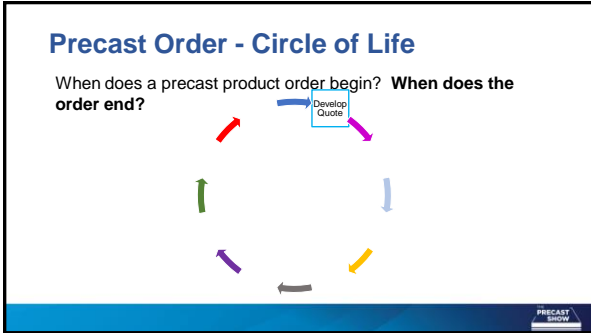 Precast Order - Circle of Life
When does a precast product order begin?  When does the
order end?
Develop
Quote
THE
PRECAST
SHOW